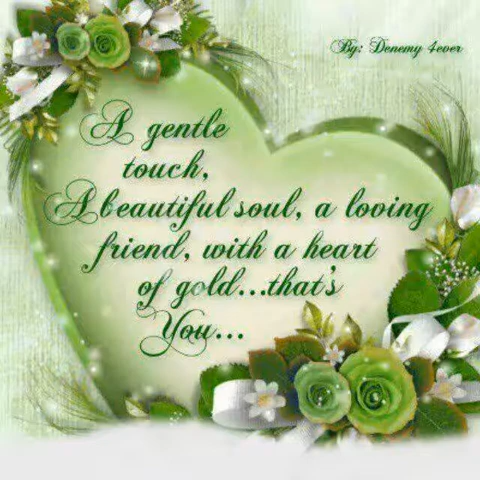 By: Denemy 4ever
A gentle
touch,
A beautiful soul, a loving
friend, with a heart
of gold...that's
You...